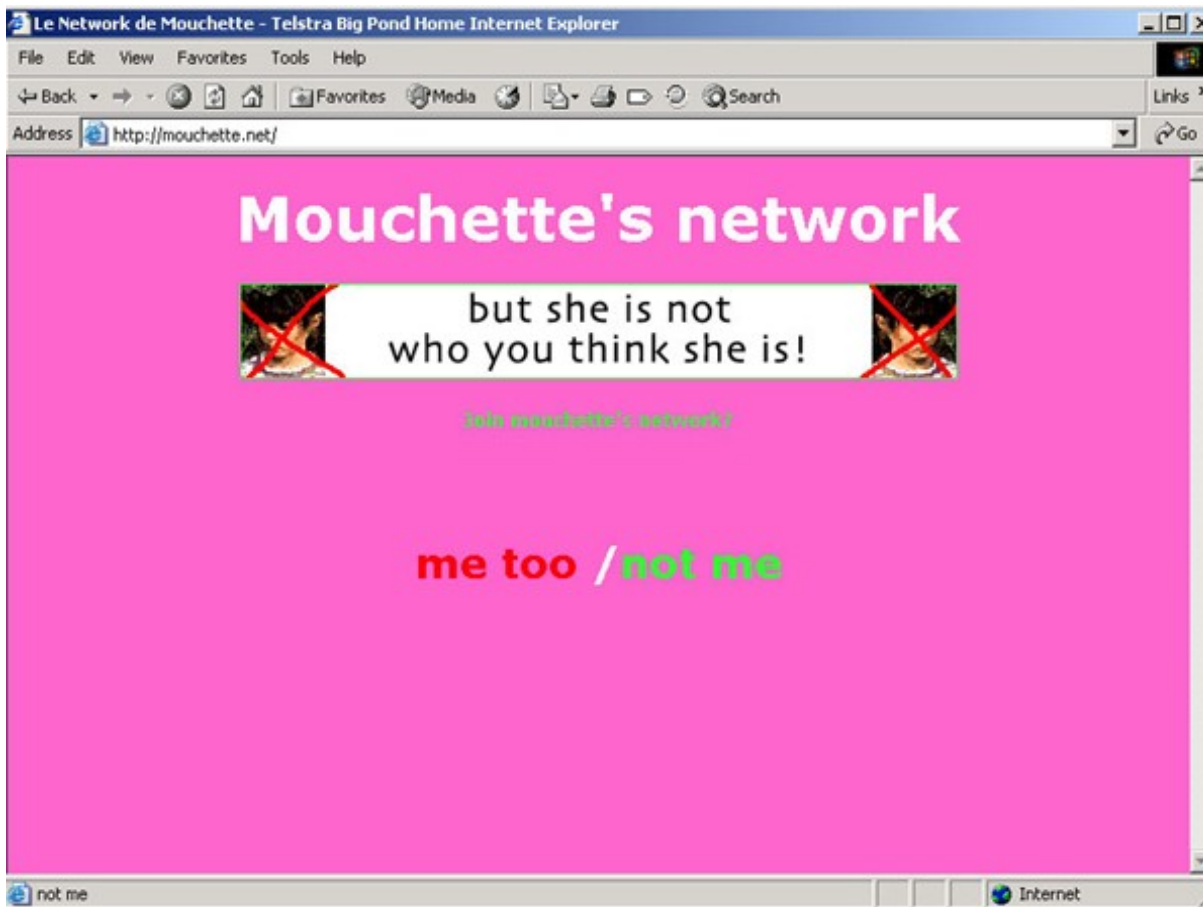 Le Network de Mouchette - Telstra Big Pond Home Internet Explorer
File Edit View Favorites Tools Help
Back Favorites Media Search Links
Address http://mouchette.net/ Go
Mouchette's network
but she is not
who you think she is!
Join mouchette's network?
me too /not me
not me Internet